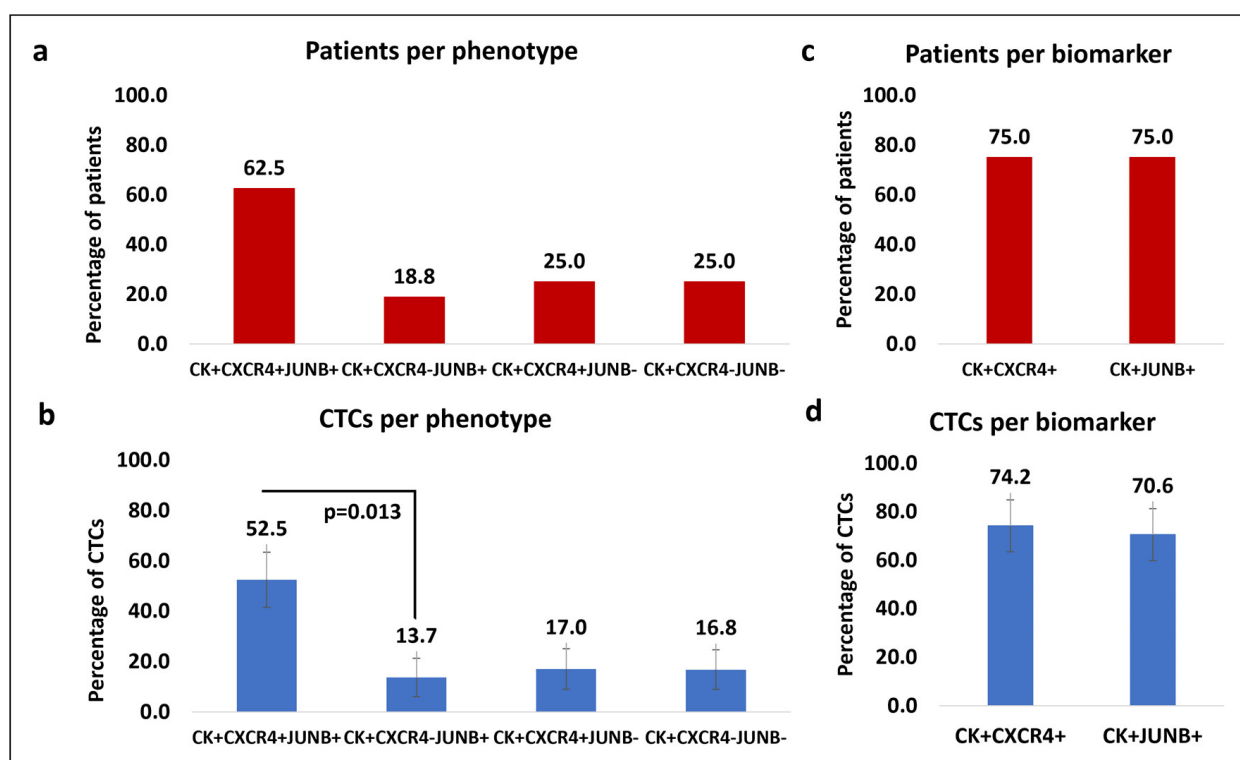 a
Patients per phenotype
Percentage of patients
100.0
80.0
60.0
40.0
20.0
0.0
62.5
18.8
25.0
25.0
CK+CXCR4+JUNB+
CK+CXCR4-JUNB+
CK+CXCR4+JUNB-
CK+CXCR4-JUNB-
c
Patients per biomarker
Percentage of patients
100.0
80.0
60.0
40.0
20.0
0.0
75.0
75.0
CK+CXCR4+
CK+JUNB+
b
CTCs per phenotype
Percentage of CTCs
100.0
80.0
60.0
40.0
20.0
0.0
p=0.013
52.5
13.7
17.0
16.8
CK+CXCR4+JUNB+
CK+CXCR4-JUNB+
CK+CXCR4+JUNB-
CK+CXCR4-JUNB-
d
CTCs per biomarker
Percentage of CTCs
100.0
80.0
60.0
40.0
20.0
0.0
74.2
70.6
CK+CXCR4+
CK+JUNB+